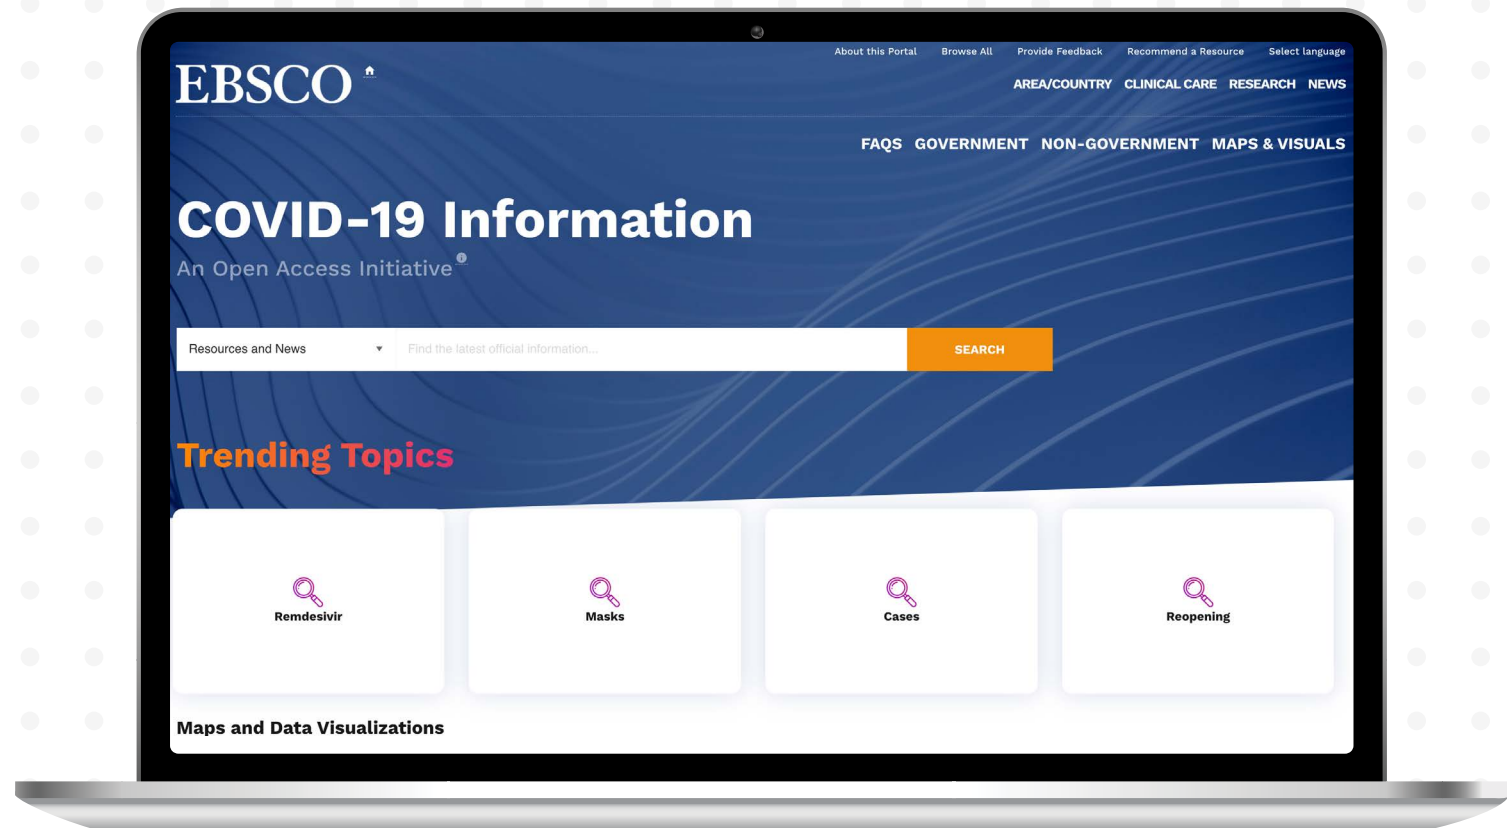 About this Portal Browse All Provide Feedback Recommend a Resource Select language
EBSCO
AREA/COUNTRY CLINICAL CARE RESEARCH NEWS
FAQS GOVERNMENT NON-GOVERNMENT MAPS & VISUALS
COVID-19 Information
An Open Access Initiative
Resources and News Find the latest official information... SEARCH
Trending Topics
Remdesivir Masks Cases Reopening
Maps and Data Visualizations